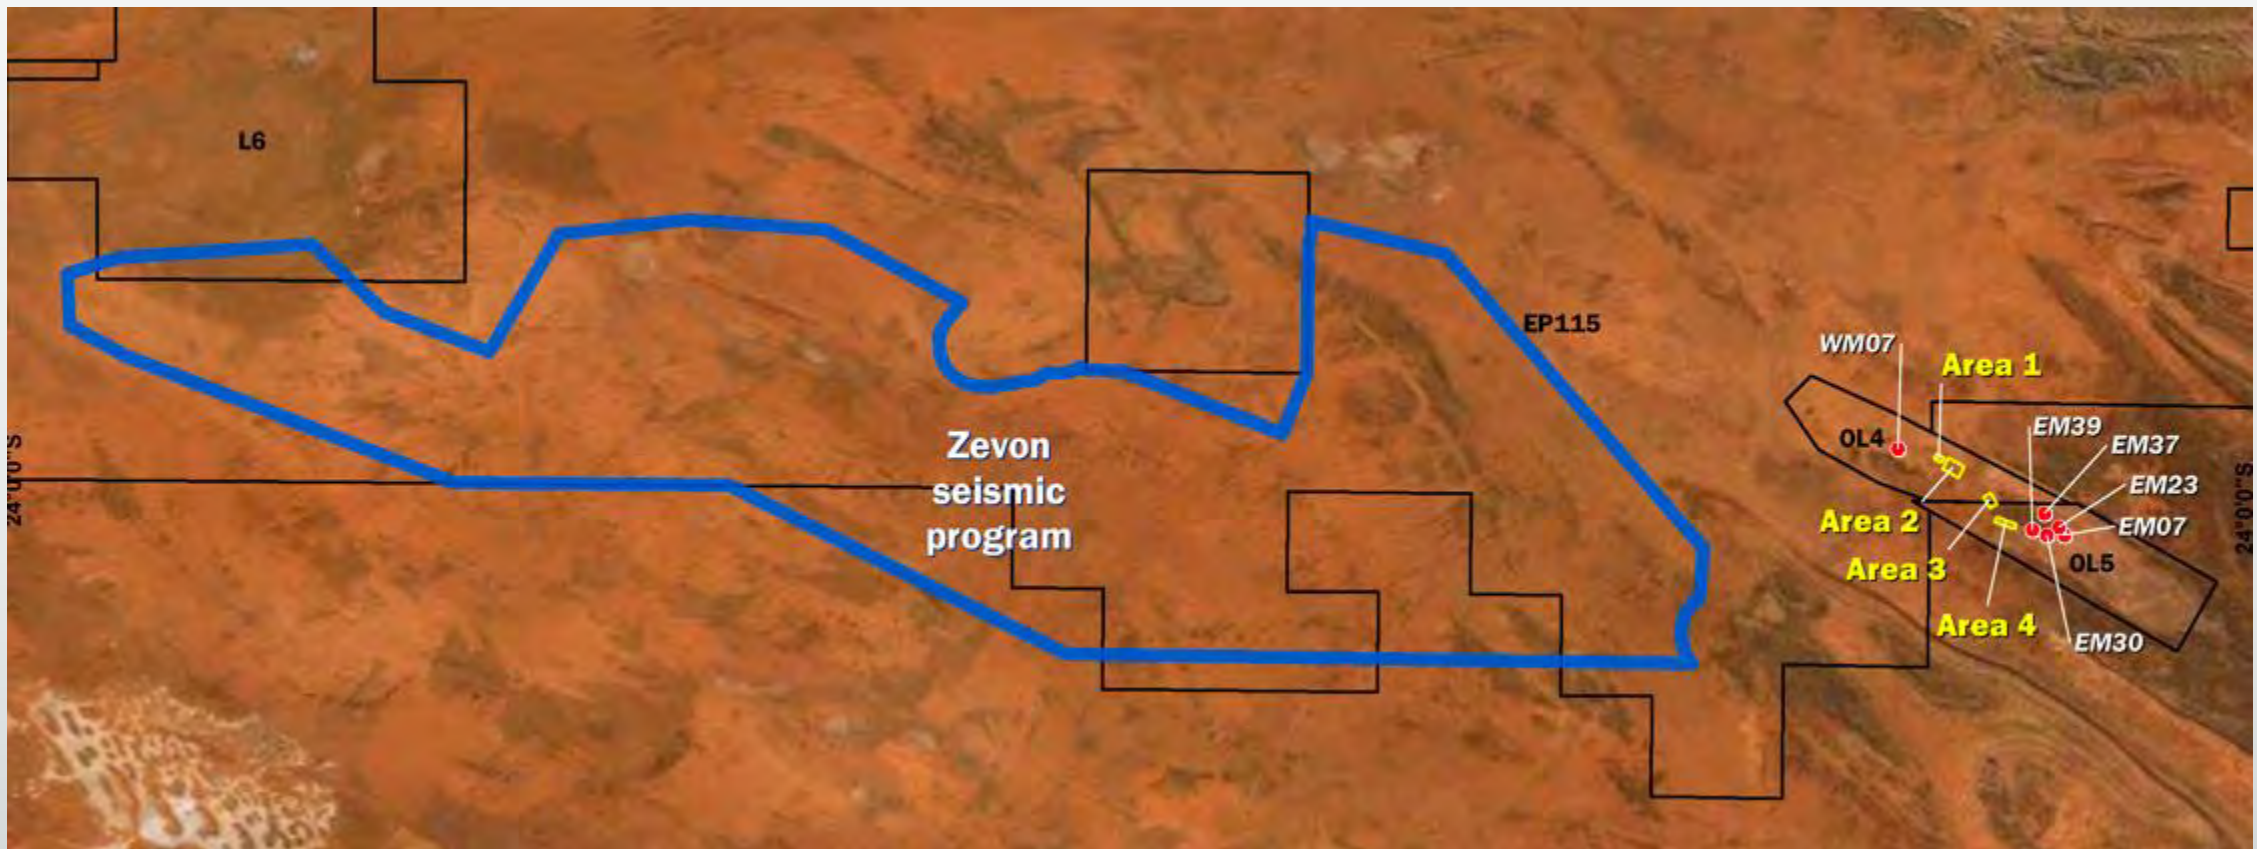 L6
EP115
WM07
Area 1
OL4
EM39
EM37
EM23
EM07
Area 2
Area 3
OL5
Area 4
EM30
Zevon
seismic
program
24°0'0"S
24°0'0"S